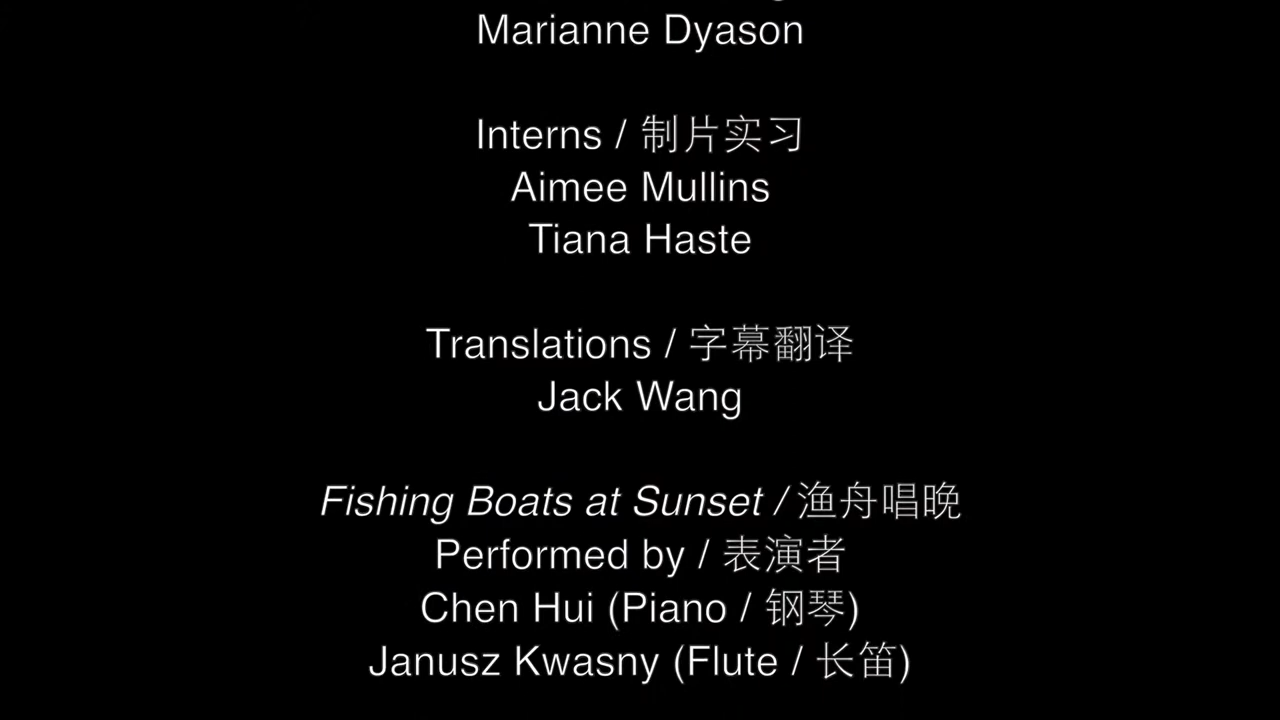 Marianne Dyason
Interns / 制片实习
Aimee Mullins
Tiana Haste
Translations / 字幕翻译
Jack Wang
Fishing Boats at Sunset / 渔舟唱晚
Performed by / 表演者
Chen Hui (Piano / 钢琴)
Janusz Kwasny (Flute / 长笛)